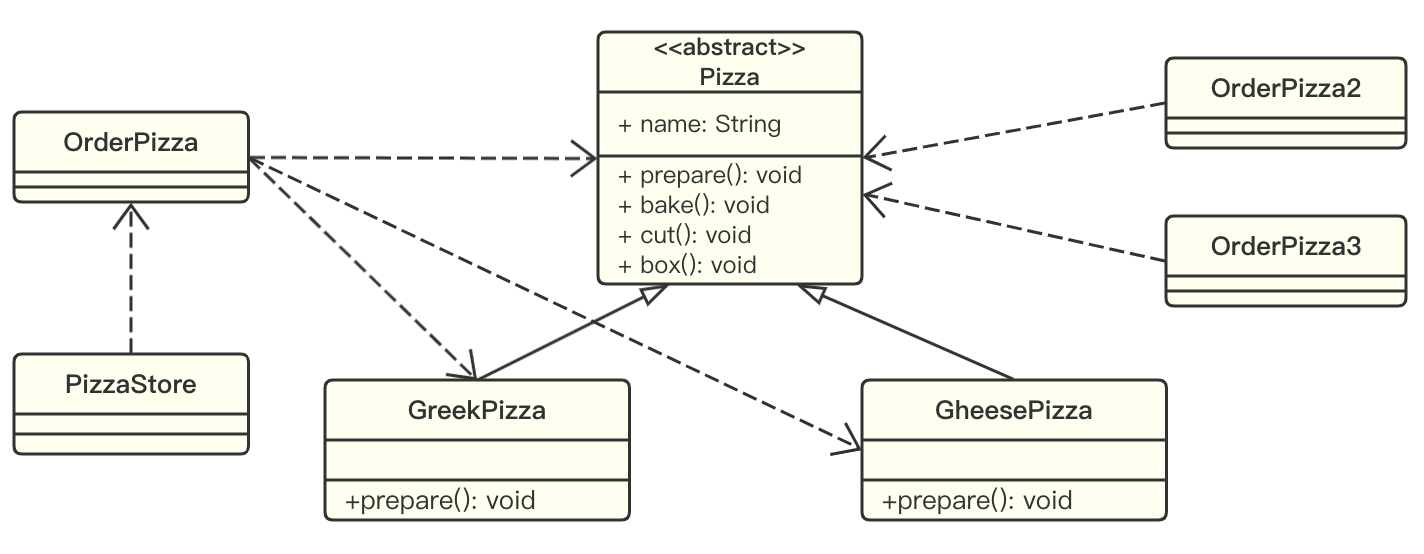 <<abstract>>
Pizza
+ name: String
+ prepare(): void
+ bake(): void
+ cut(): void
+ box(): void
OrderPizza
PizzaStore
OrderPizza2
OrderPizza3
GreekPizza
+prepare(): void
GheesePizza
+prepare(): void